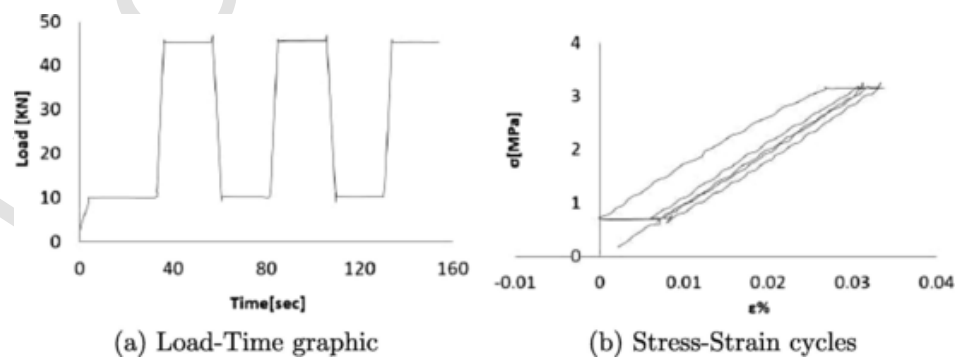 50
40
30
20
10
0
Load [KN]
0 40 80 120 160
Time[sec]
(a) Load-Time graphic
4
3
2
1
0
σ[MPa]
-0.01 0 0.01 0.02 0.03 0.04
ε%
(b) Stress-Strain cycles